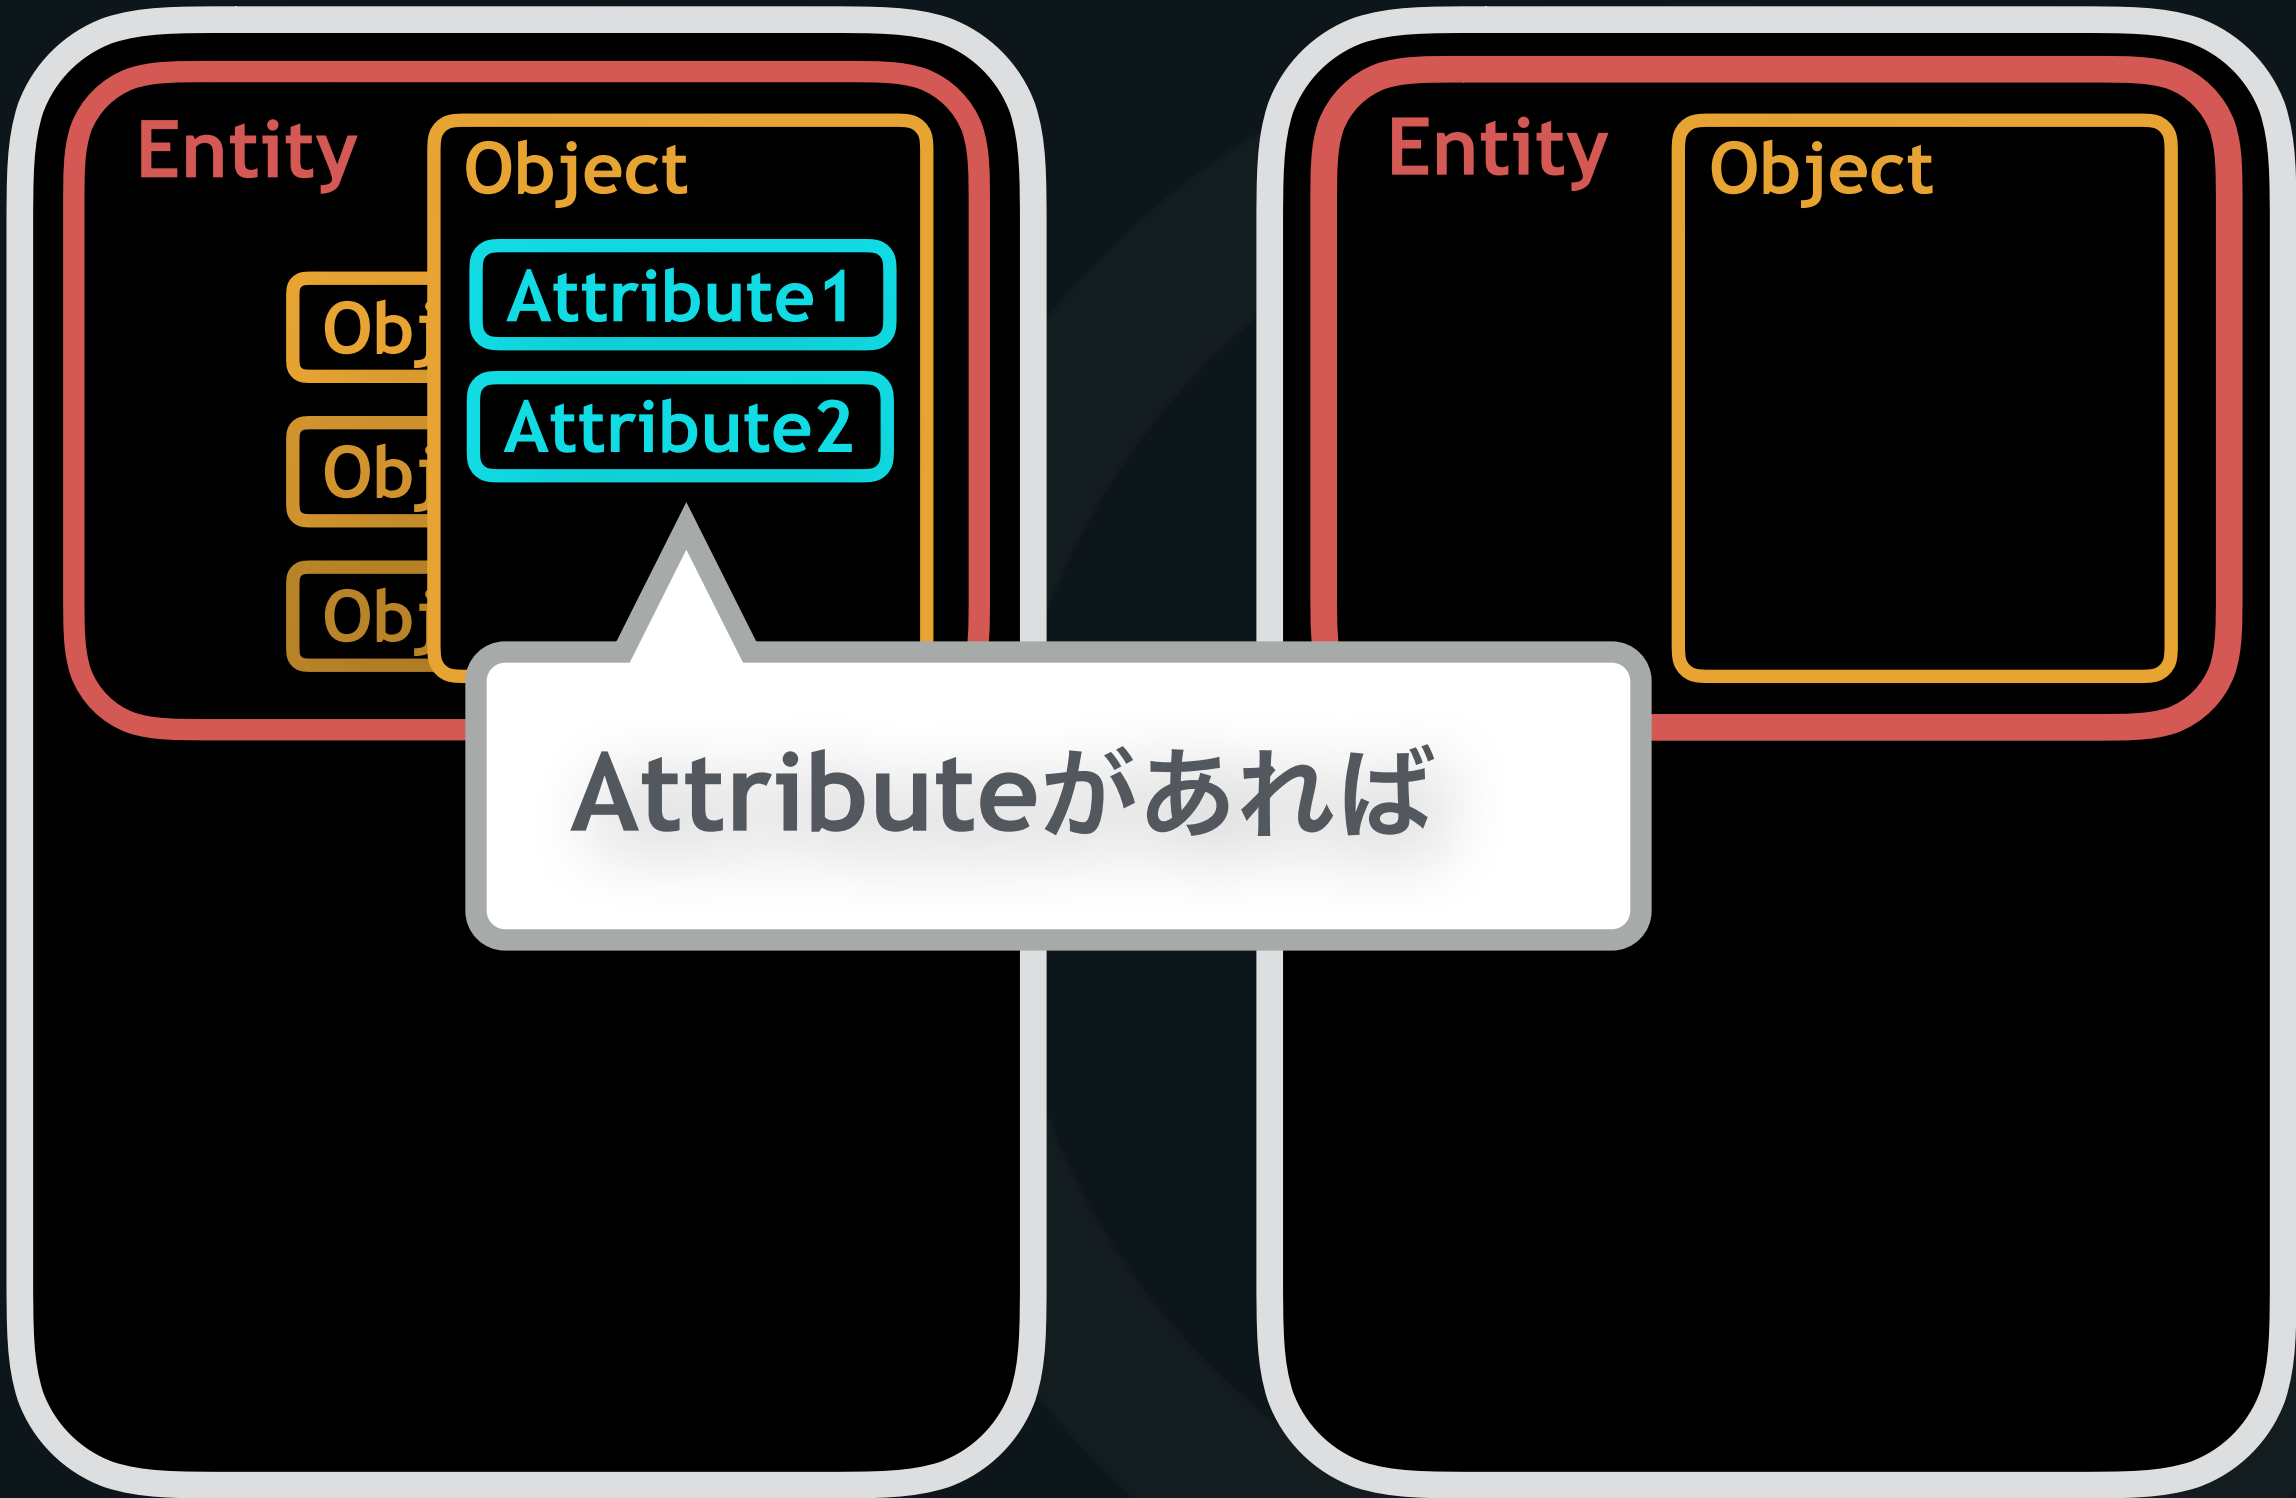 Entity
Object
Attribute1
Attribute2
Obj
Obj
Obj
Attributeがあれば
Entity
Object